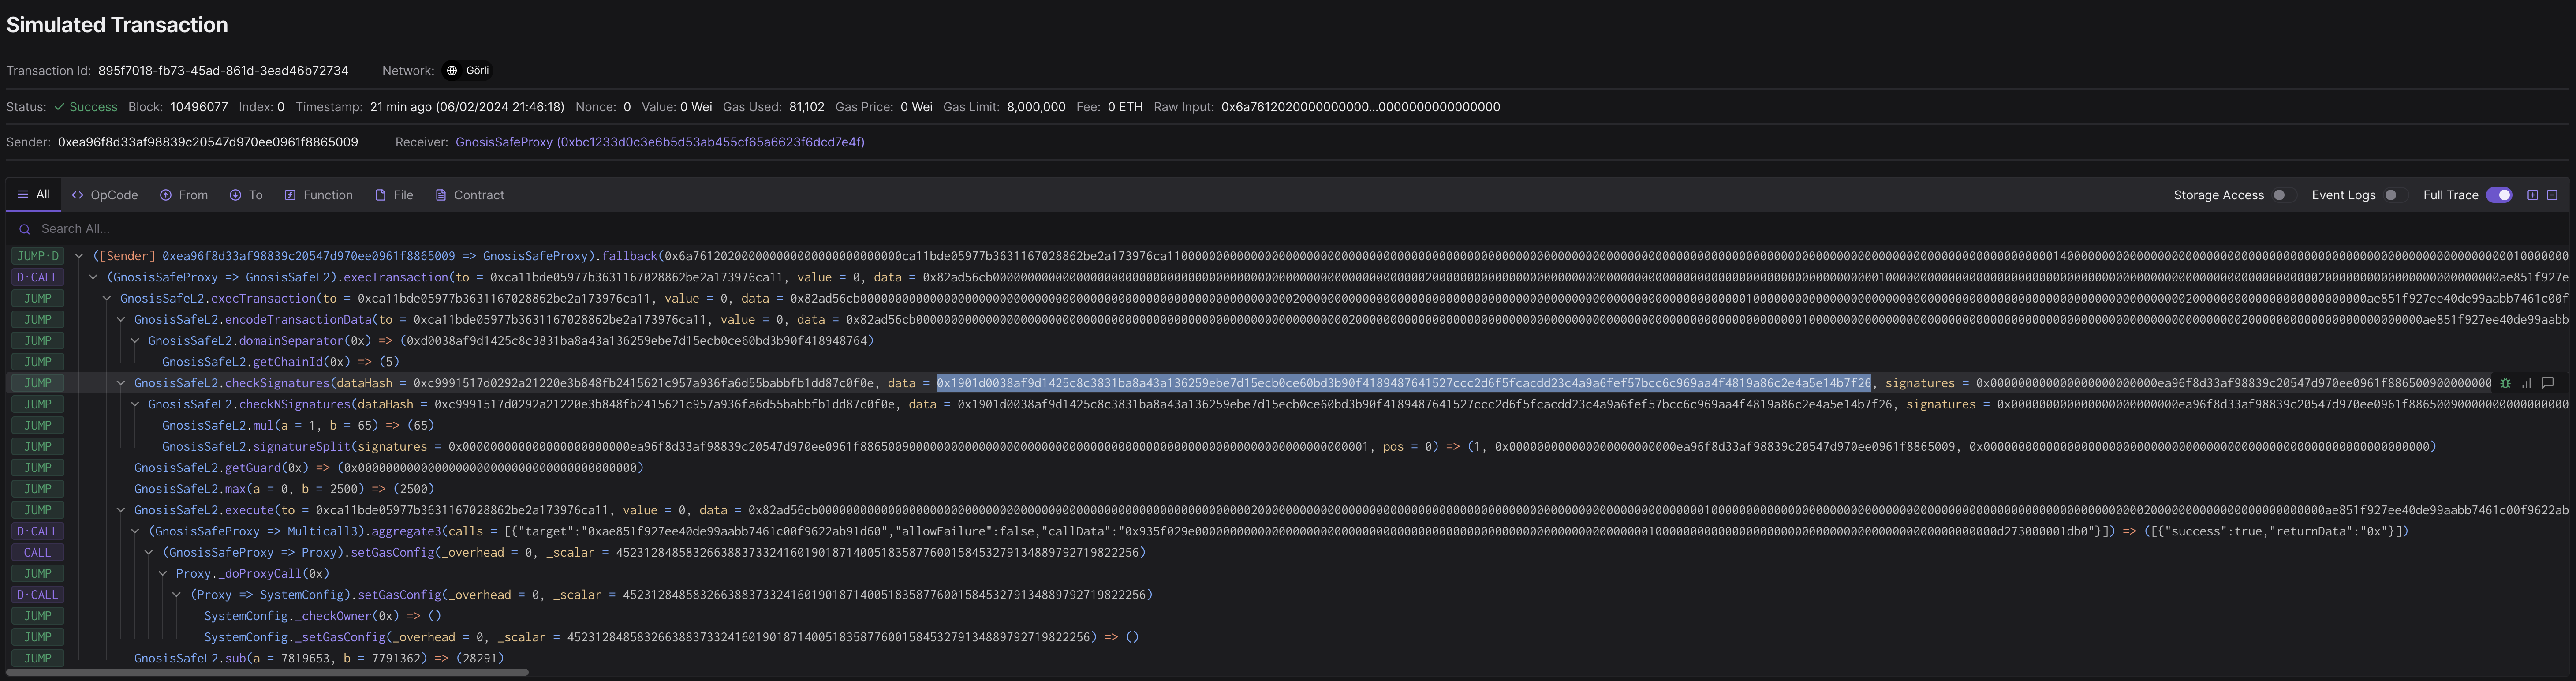 Simulated Transaction
Transaction Id: 895f7018-fb73-45ad-861d-3ead46b72734 Network: Görli
Status: Success Block: 10496077 Index: 0 Timestamp: 21 min ago (06/02/2024 21:46:18) Nonce: 0 Value: 0 Wei Gas Used: 81,102 Gas Price: 0 Wei Gas Limit: 8,000,000 Fee: 0 ETH Raw Input: 0x6a7612020000000000...0000000000000000
Sender: 0xea96f8d33af98839c20547d970ee0961f8865009 Receiver: GnosisSafeProxy (0xbc1233d0c3e6b5d53ab455cf65a6623f6dcd7e4f)
All OpCode From To Function File Contract Storage Access Event Logs Full Trace
Search All...
JUMP·D ([Sender] 0xea96f8d33af98839c20547d970ee0961f8865009 => GnosisSafeProxy).fallback(
D·CALL (GnosisSafeProxy => GnosisSafeL2).execTransaction(to = 0xca11bde05977b3631167028862be2a173976ca11, value = 0, data =
JUMP GnosisSafeL2.execTransaction(to = 0xca11bde05977b3631167028862be2a173976ca11, value = 0, data =
JUMP GnosisSafeL2.encodeTransactionData(to = 0xca11bde05977b3631167028862be2a173976ca11, value = 0, data =
JUMP GnosisSafeL2.domainSeparator(0x) => (0xd0038af9d1425c8c3831ba8a43a136259ebe7d15ecb0ce60bd3b90f418948764)
JUMP GnosisSafeL2.getChainId(0x) => (5)
JUMP GnosisSafeL2.checkSignatures(dataHash = 0xc9991517d0292a21220e3b848fb2415621c957a936fa6d55babbfb1dd87c0f0e, data = 0x1901d0038af9d1425c8c3831ba8a43a136259ebe7d15ecb0ce60bd3b90f4189487641527ccc2d6f5fcacdd23c4a9a6fef57bcc6c969aa4f4819a86c2e4a5e14b7f26, signatures = 0x000000000000000000000000ea96f8d33af98839c20547d970ee0961f886500900000000
JUMP GnosisSafeL2.checkNSignatures(dataHash = 0xc9991517d0292a21220e3b848fb2415621c957a936fa6d55babbfb1dd87c0f0e, data = 0x1901d0038af9d1425c8c3831ba8a43a136259ebe7d15ecb0ce60bd3b90f4189487641527ccc2d6f5fcacdd23c4a9a6fef57bcc6c969aa4f4819a86c2e4a5e14b7f26, signatures = 0x000000000000000000000000ea96f8d33af98839c20547d970ee0961f88650090000000000000000
JUMP GnosisSafeL2.mul(a = 1, b = 65) => (65)
JUMP GnosisSafeL2.signatureSplit(signatures = 0x000000000000000000000000ea96f8d33af98839c20547d970ee0961f8865009000000000000000000000000000000000000000000000000000000000000000001, pos = 0) => (1, 0x000000000000000000000000ea96f8d33af98839c20547d970ee0961f8865009, 0x0000000000000000000000000000000000000000000000000000000000000000)
JUMP GnosisSafeL2.getGuard(0x) => (0x0000000000000000000000000000000000000000)
JUMP GnosisSafeL2.max(a = 0, b = 2500) => (2500)
JUMP GnosisSafeL2.execute(to = 0xca11bde05977b3631167028862be2a173976ca11, value = 0, data =
D·CALL (GnosisSafeProxy => Multicall3).aggregate3(calls = [{"target":"0xae851f927ee40de99aabb7461c00f9622ab91d60","allowFailure":false,"callData":"0x935f029e0000000000000000000000000000000000000000000000000000000000000000010000000000000000000000000000000000000000000000000d273000001db0"}]) => ([{"success":true,"returnData":"0x"}])
CALL (GnosisSafeProxy => Proxy).setGasConfig(_overhead = 0, _scalar = 452312848583266388373324160190187140051835877600158453279134889792719822256)
JUMP Proxy._doProxyCall(0x)
D·CALL (Proxy => SystemConfig).setGasConfig(_overhead = 0, _scalar = 452312848583266388373324160190187140051835877600158453279134889792719822256)
JUMP SystemConfig._checkOwner(0x) => ()
JUMP SystemConfig._setGasConfig(_overhead = 0, _scalar = 452312848583266388373324160190187140051835877600158453279134889792719822256) => ()
JUMP GnosisSafeL2.sub(a = 7819653, b = 7791362) => (28291)